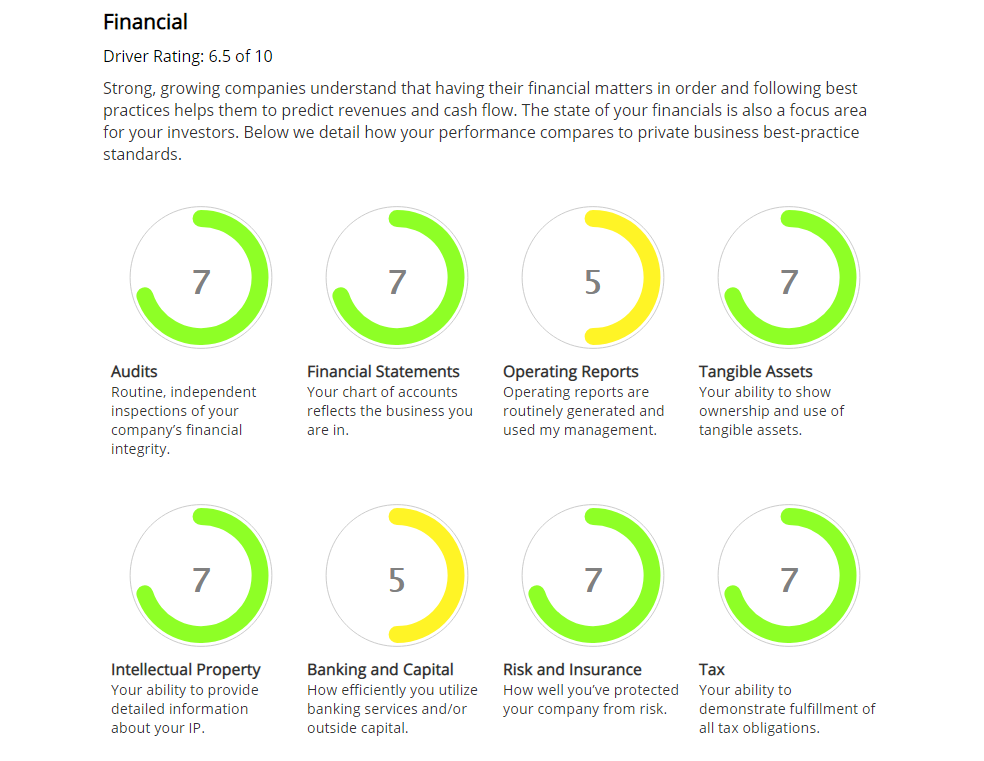 Financial
Driver Rating: 6.5 of 10
Strong, growing companies understand that having their financial matters in order and following best
practices helps them to predict revenues and cash flow. The state of your financials is also a focus area
for your investors. Below we detail how your performance compares to private business best-practice
standards.
7
7
5
7
Audits
Routine, independent
inspections of your
company’s financial
integrity.
Financial Statements
Your chart of accounts
reflects the business you
are in.
Operating Reports
Operating reports are
routinely generated and
used my management.
Tangible Assets
Your ability to show
ownership and use of
tangible assets.
7
5
7
7
Intellectual Property
Your ability to provide
detailed information
about your IP.
Banking and Capital
How efficiently you utilize
banking services and/or
outside capital.
Risk and Insurance
How well you’ve protected
your company from risk.
Tax
Your ability to
demonstrate fulfillment of
all tax obligations.